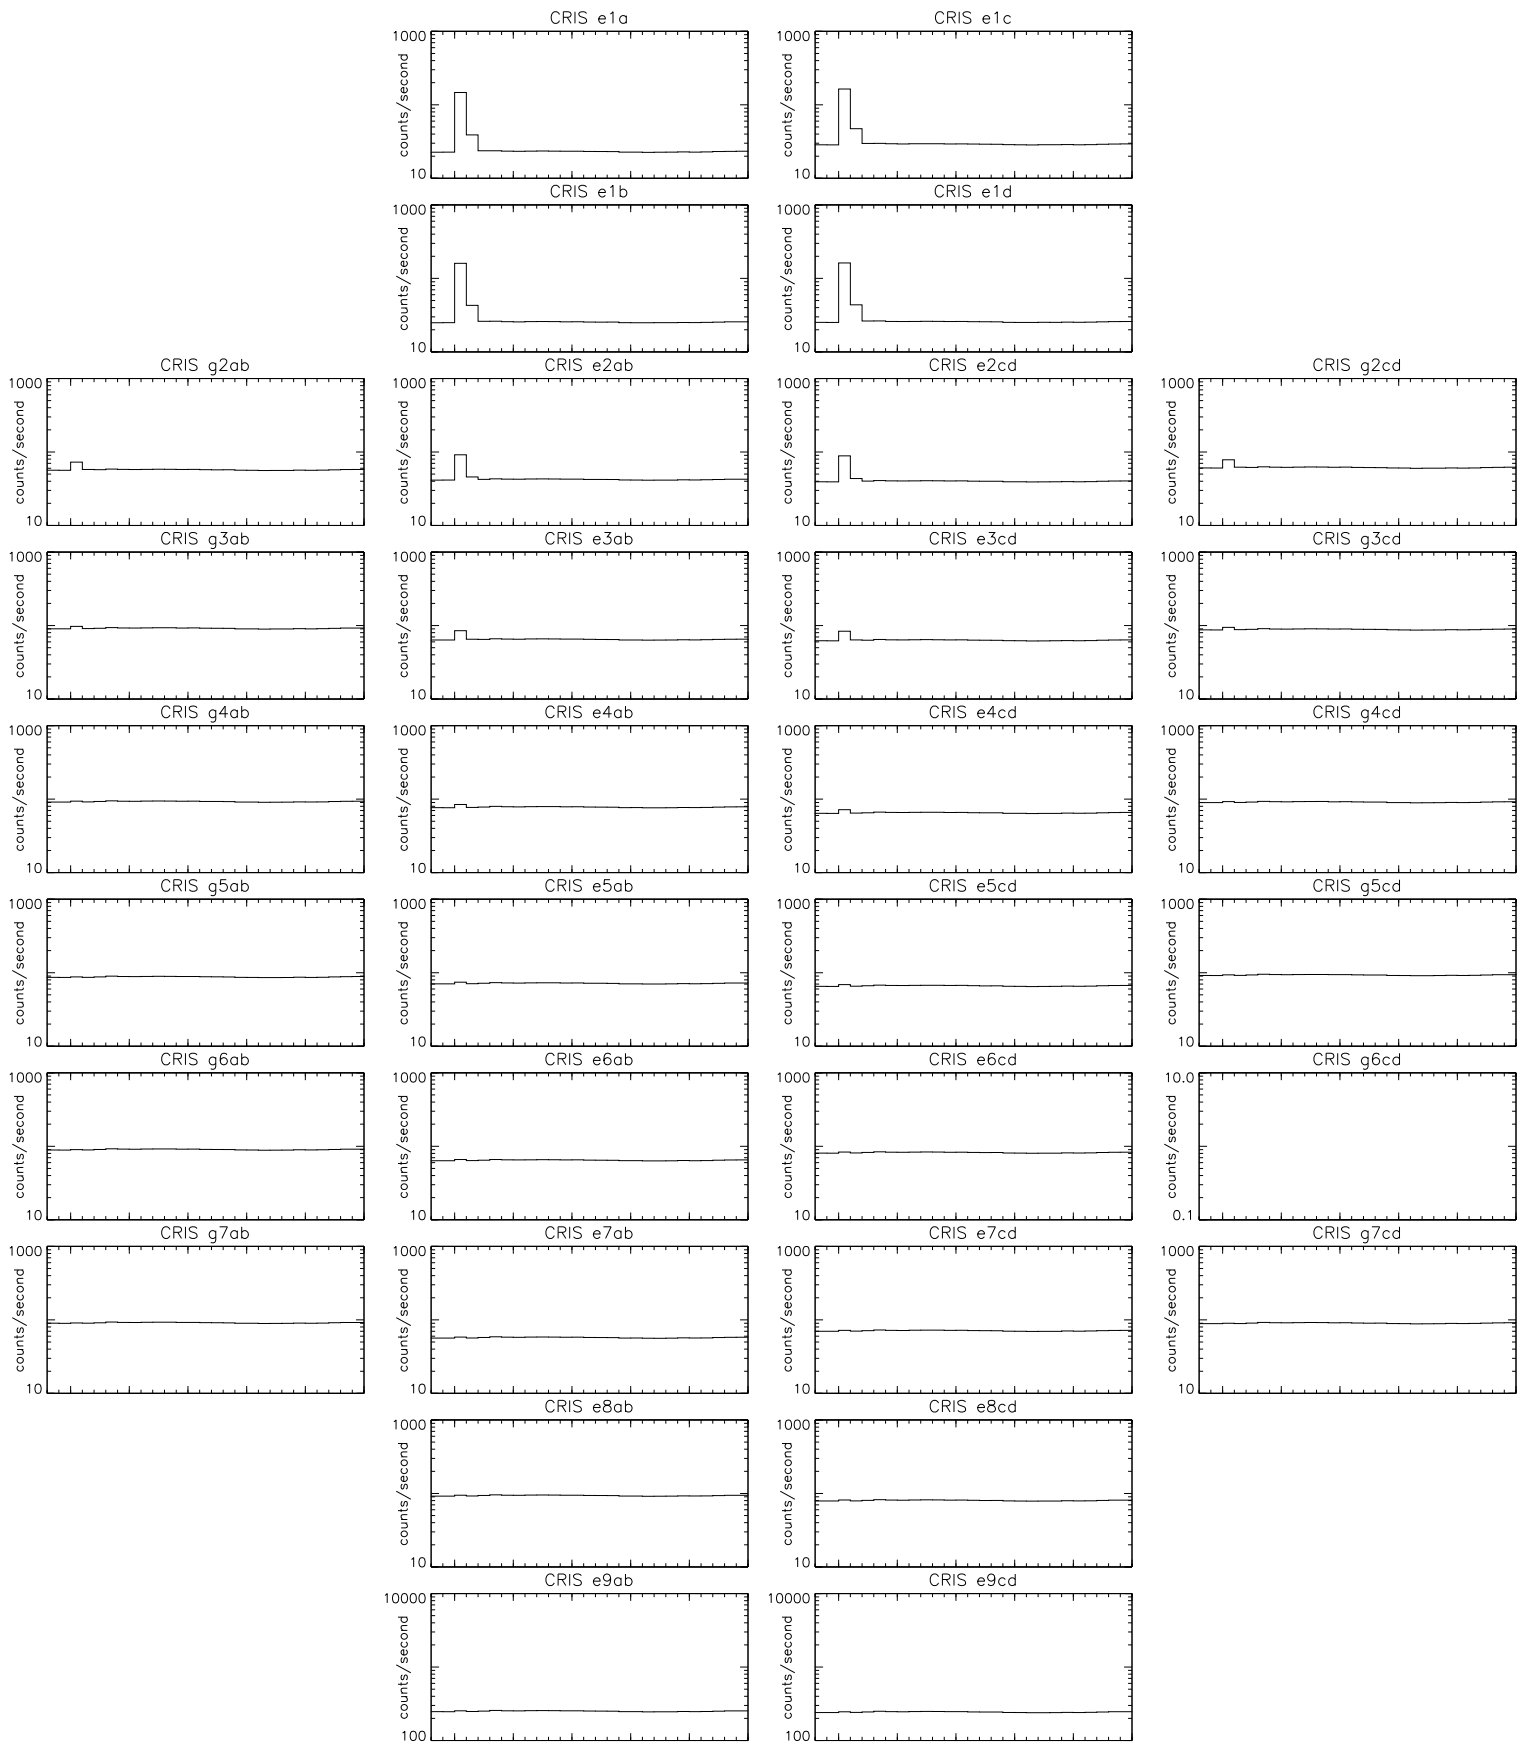 CRIS e1a CRIS e1c
1000 1000
counts/second counts/second
10 10
CRIS e1b CRIS e1d
1000 1000
counts/second counts/second
10 10
CRIS g2ab CRIS e2ab CRIS e2cd CRIS g2cd
1000 1000 1000 1000
counts/second counts/second counts/second counts/second
10 10 10 10
CRIS g3ab CRIS e3ab CRIS e3cd CRIS g3cd
1000 1000 1000 1000
counts/second counts/second counts/second counts/second
10 10 10 10
CRIS g4ab CRIS e4ab CRIS e4cd CRIS g4cd
1000 1000 1000 1000
counts/second counts/second counts/second counts/second
10 10 10 10
CRIS g5ab CRIS e5ab CRIS e5cd CRIS g5cd
1000 1000 1000 1000
counts/second counts/second counts/second counts/second
10 10 10 10
CRIS g6ab CRIS e6ab CRIS e6cd CRIS g6cd
1000 1000 1000 10.0
counts/second counts/second counts/second counts/second
10 10 10 0.1
CRIS g7ab CRIS e7ab CRIS e7cd CRIS g7cd
1000 1000 1000 1000
counts/second counts/second counts/second counts/second
10 10 10 10
CRIS e8ab CRIS e8cd
1000 1000
counts/second counts/second
10 10
CRIS e9ab CRIS e9cd
10000 10000
counts/second counts/second
100 100